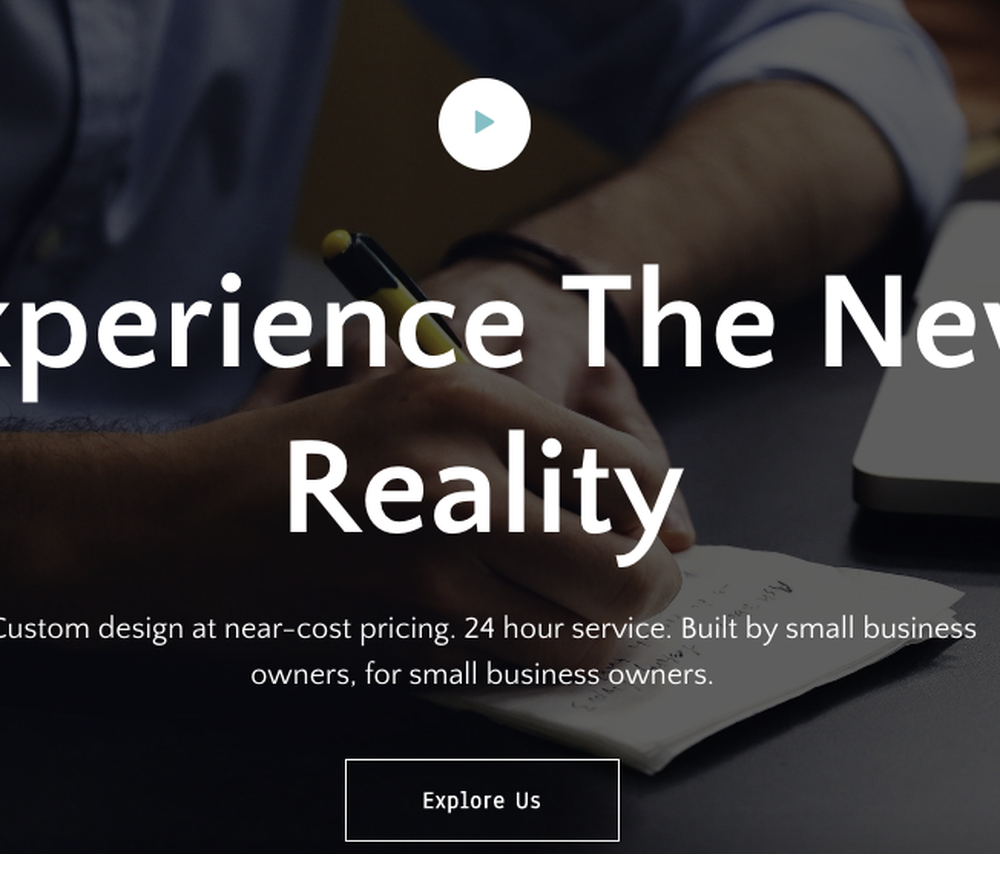 xperience The New
Reality
Custom design at near-cost pricing. 24 hour service. Built by small business
owners, for small business owners.
Explore Us